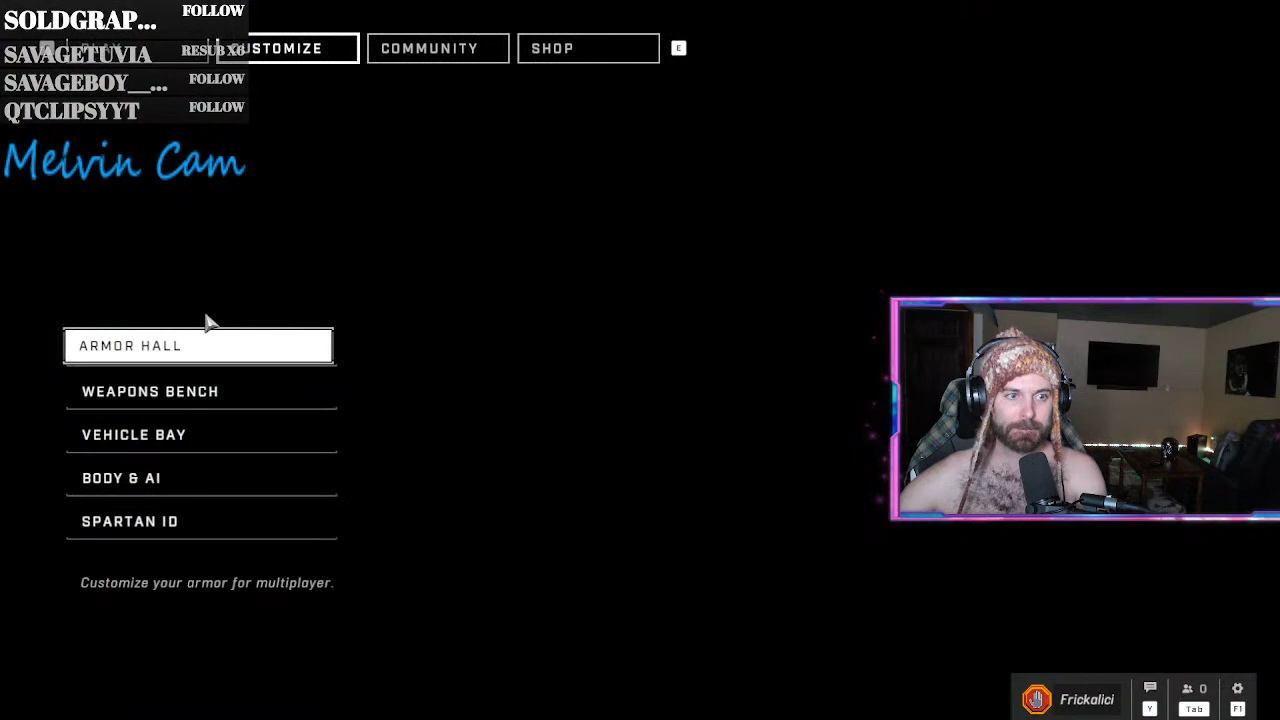 SOLDGRAP... FOLLOW
SAVAGETUVIA RESUB X6
SAVAGEBOY__... FOLLOW
QTCLIPSYYT FOLLOW
CUSTOMIZE COMMUNITY SHOP E
Melvin Cam
ARMOR HALL
WEAPONS BENCH
VEHICLE BAY
BODY & AI
SPARTAN ID
Customize your armor for multiplayer.
Frickalici 0
Y Tab F1